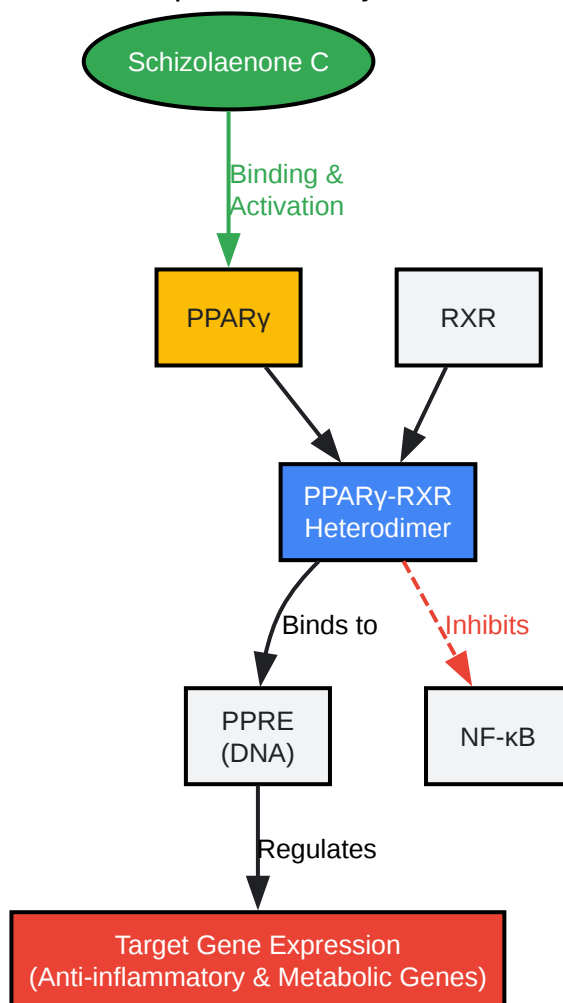 Schizolaenone C
Binding &
Activation
PPARγ
RXR
PPARγ-RXR
Heterodimer
Binds to
Inhibits
PPRE
(DNA)
NF-κB
Regulates
Target Gene Expression
(Anti-inflammatory & Metabolic Genes)